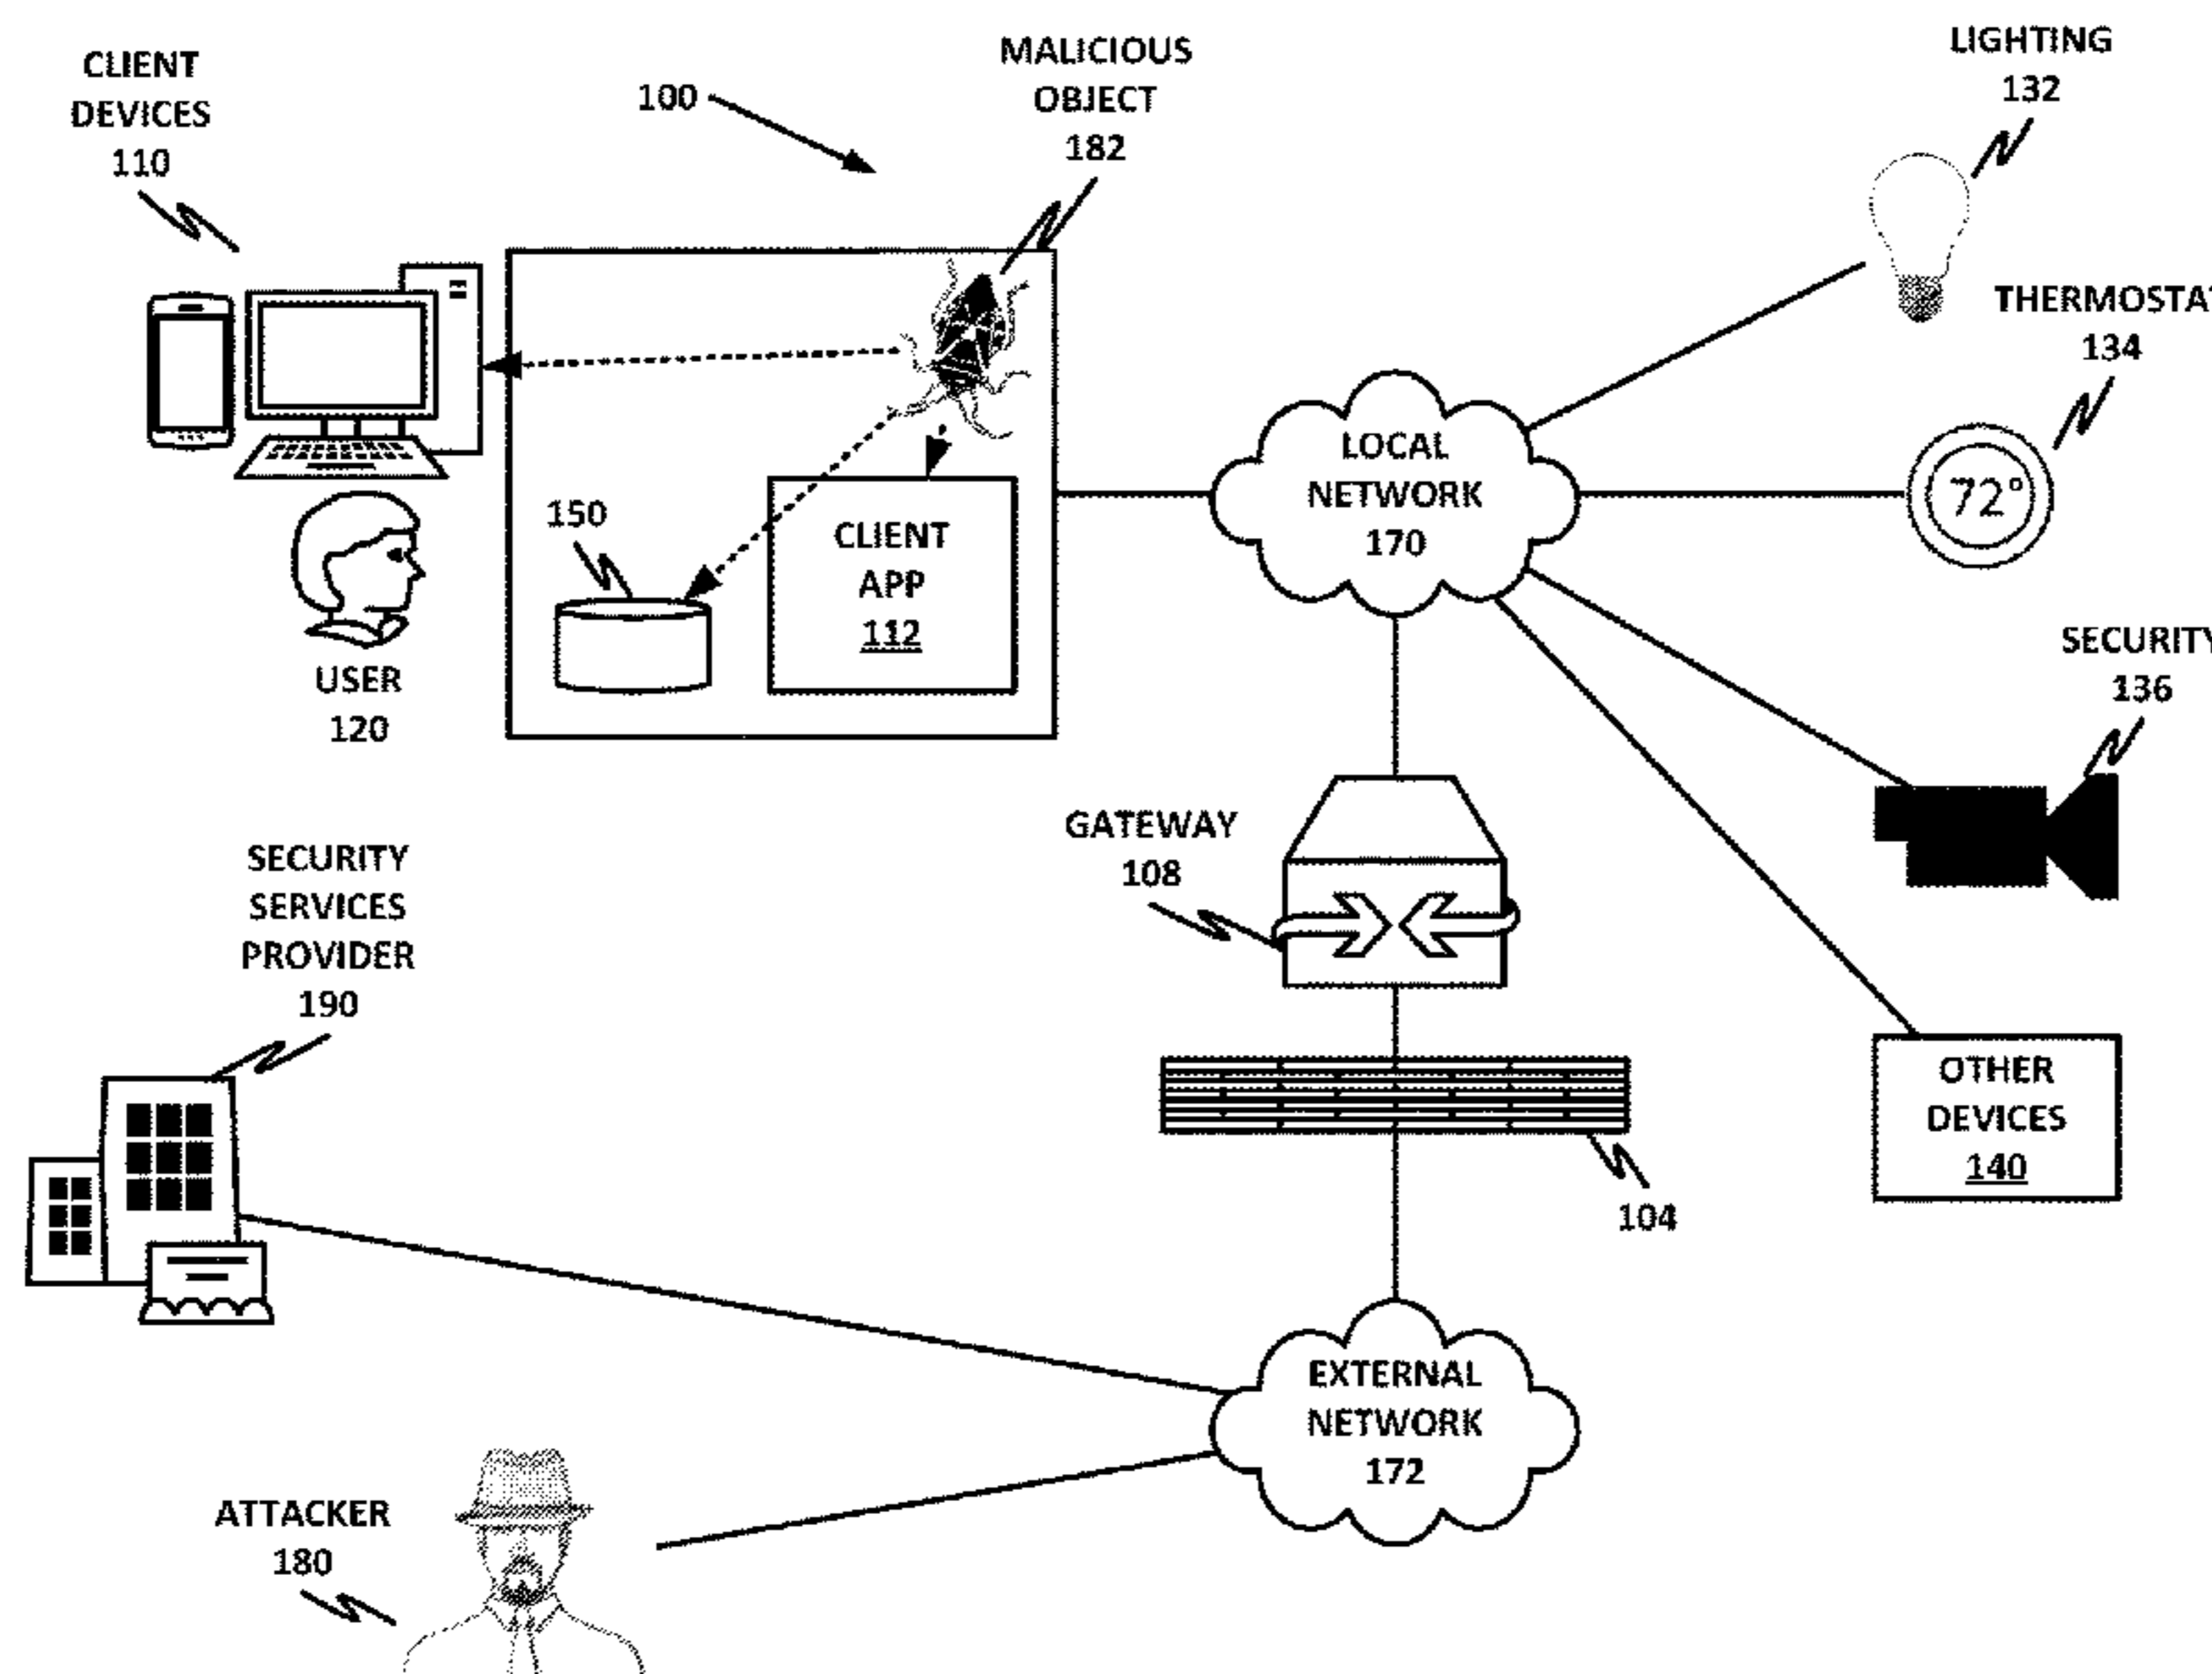 CLIENT
DEVICES
110
100
MALICIOUS
OBJECT
182
LIGHTING
132
THERMOSTAT
134
72°
LOCAL
NETWORK
170
150
CLIENT
APP
112
USER
120
SECURITY
136
GATEWAY
108
SECURITY
SERVICES
PROVIDER
190
OTHER
DEVICES
140
104
EXTERNAL
NETWORK
172
ATTACKER
180